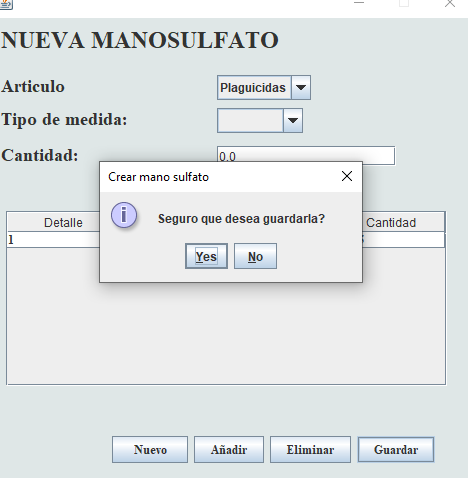 NUEVA MANOSULFATO
Articulo
Plaguicidas
Tipo de medida:
Cantidad:
0.0
Crear mano sulfato
Seguro que desea guardarla?
Yes No
Detalle
Cantidad
1
Nuevo Añadir Eliminar Guardar